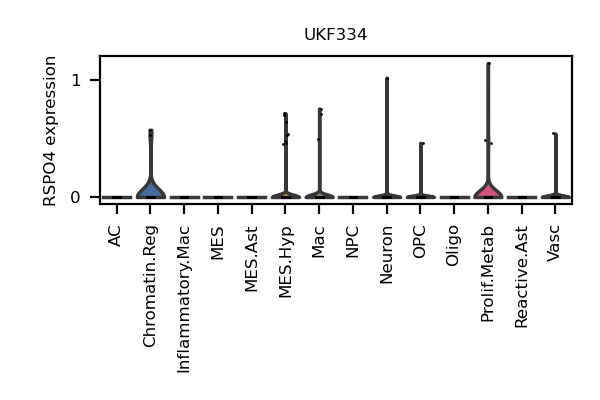 UKF334
RSPO4 expression
1
0
AC
Chromatin.Reg
Inflammatory.Mac
MES
MES.Ast
MES.Hyp
Mac
NPC
Neuron
OPC
Oligo
Prolif.Metab
Reactive.Ast
Vasc